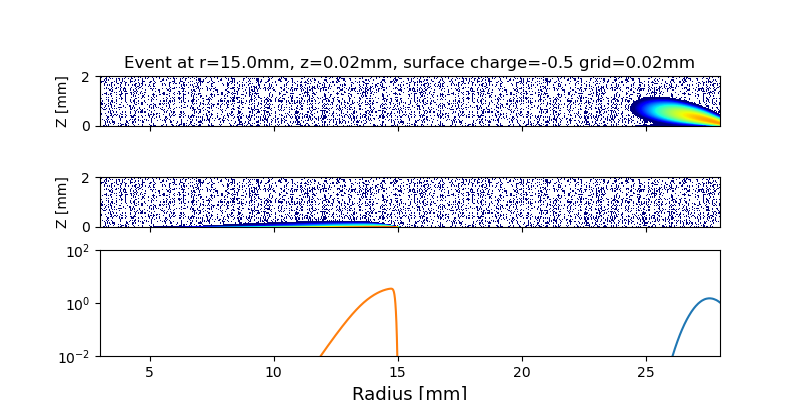 Event at r=15.0mm, z=0.02mm, surface charge=-0.5 grid=0.02mm
2
Z [mm]
0
2
Z [mm]
0
10²
10⁰
10⁻²
5 10 15 20 25
Radius [mm]